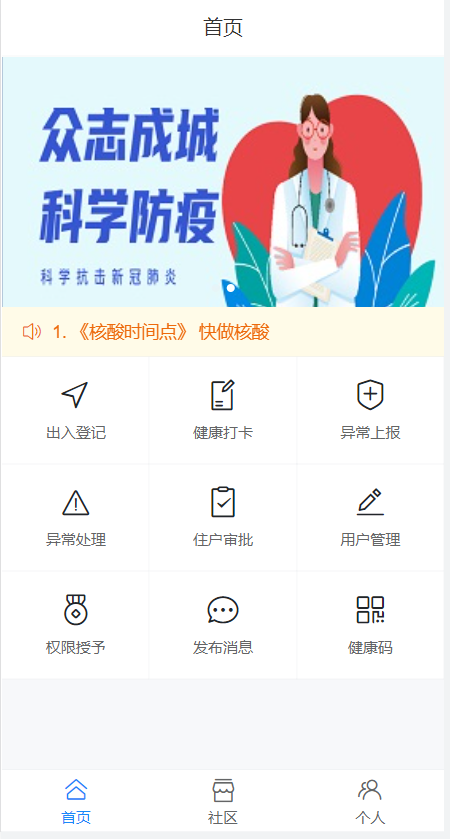 首页
众志成城
科学防疫
科学抗击新冠肺炎
1. 《核酸时间点》 快做核酸
出入登记
健康打卡
异常上报
异常处理
住户审批
用户管理
权限授予
发布消息
健康码
首页
社区
个人